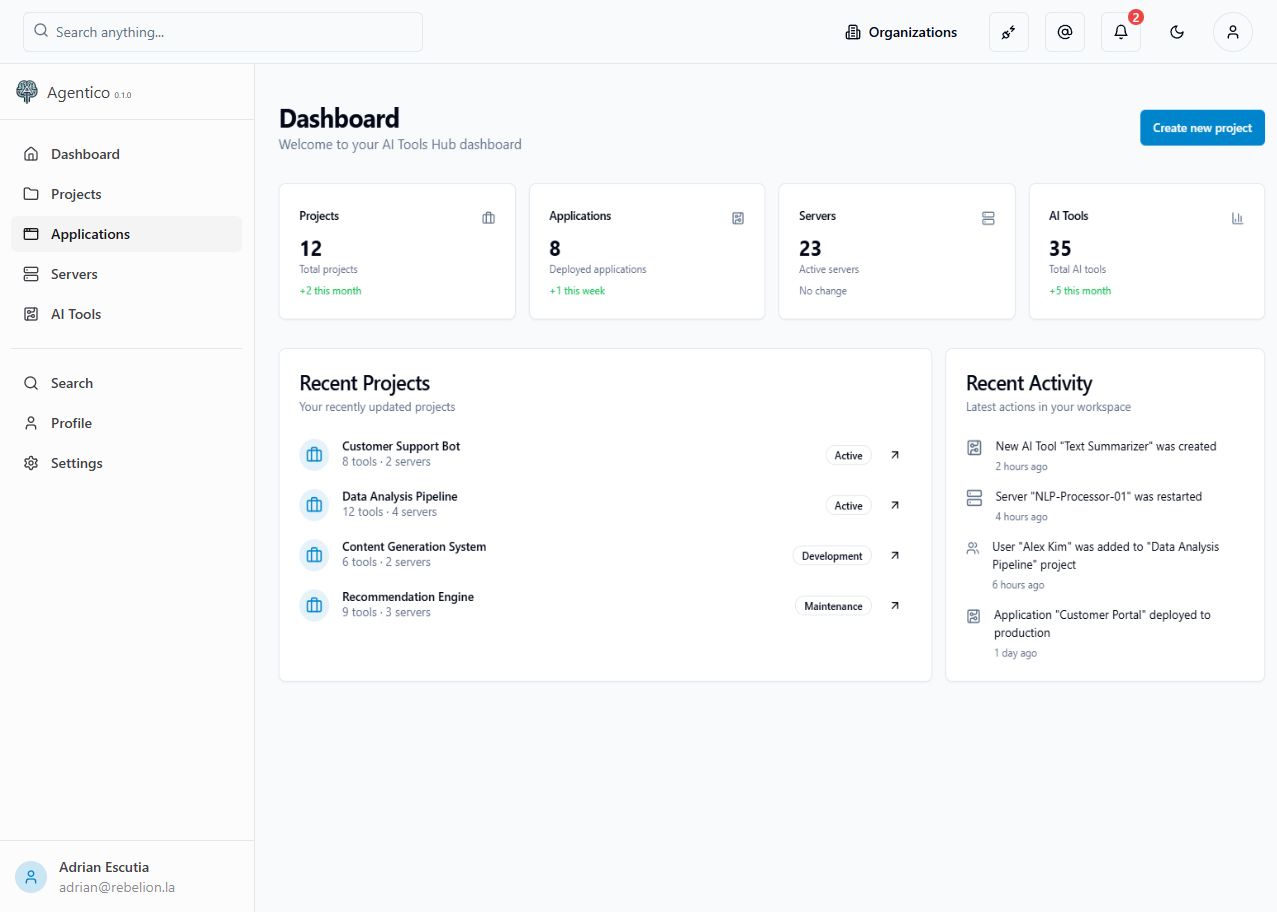 Search anything...
Organizations
2
Agentico 0.1.0
Dashboard
Projects
Applications
Servers
AI Tools
Search
Profile
Settings
Adrian Escutia
adrian@rebelion.la
Dashboard
Welcome to your AI Tools Hub dashboard
Create new project
Projects
12
Total projects
+2 this month
Applications
8
Deployed applications
+1 this week
Servers
23
Active servers
No change
AI Tools
35
Total AI tools
+5 this month
Recent Projects
Your recently updated projects
Customer Support Bot
8 tools · 2 servers
Active
Data Analysis Pipeline
12 tools · 4 servers
Active
Content Generation System
6 tools · 2 servers
Development
Recommendation Engine
9 tools · 3 servers
Maintenance
Recent Activity
Latest actions in your workspace
New AI Tool "Text Summarizer" was created
2 hours ago
Server "NLP-Processor-01" was restarted
4 hours ago
User "Alex Kim" was added to "Data Analysis
Pipeline" project
6 hours ago
Application "Customer Portal" deployed to
production
1 day ago